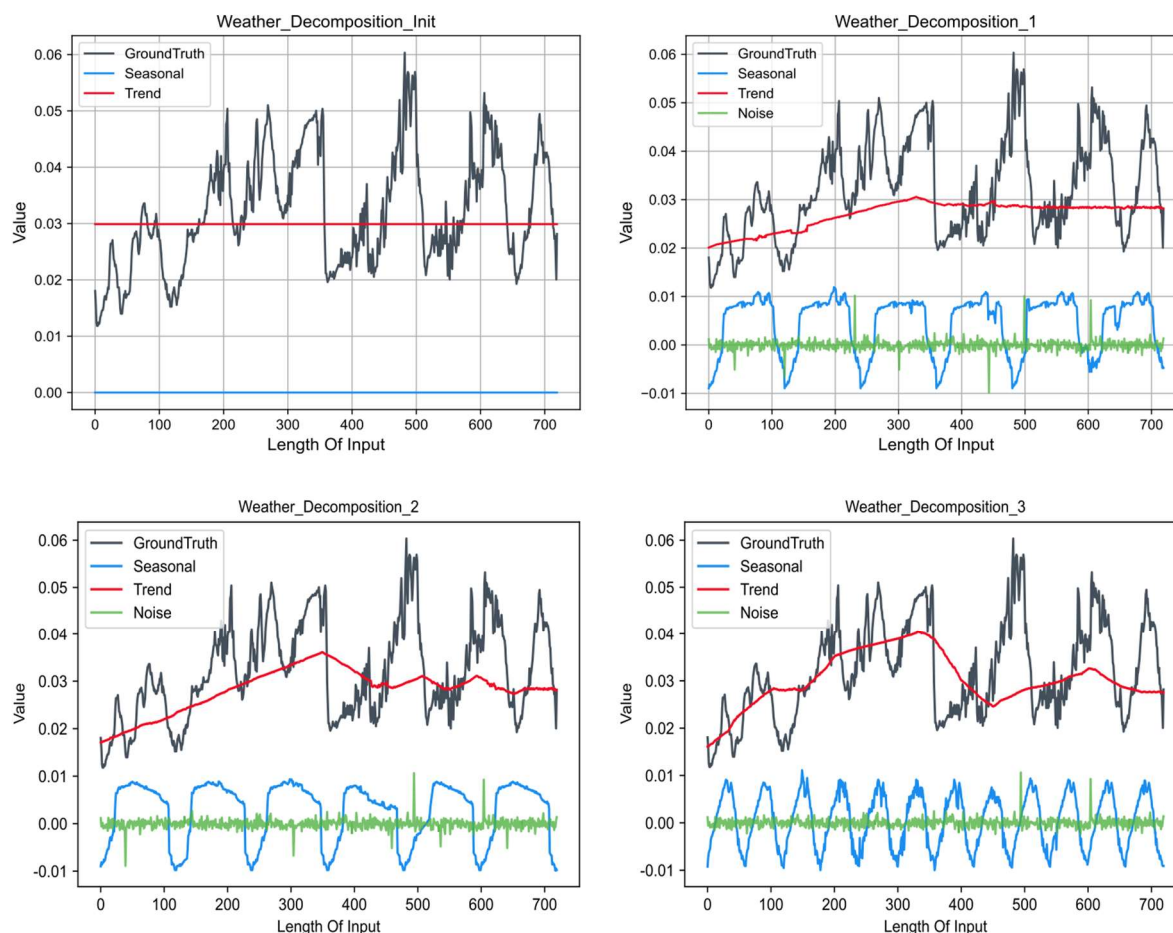 Weather_Decomposition_Init
GroundTruth
Seasonal
Trend
0.06
0.05
0.04
0.03
0.02
0.01
0.00
Value
0 100 200 300 400 500 600 700
Length Of Input
Weather_Decomposition_1
GroundTruth
Seasonal
Trend
Noise
0.06
0.05
0.04
0.03
0.02
0.01
0.00
−0.01
Value
0 100 200 300 400 500 600 700
Length Of Input
Weather_Decomposition_2
GroundTruth
Seasonal
Trend
Noise
0.06
0.05
0.04
0.03
0.02
0.01
0.00
-0.01
Value
0 100 200 300 400 500 600 700
Length Of Input
Weather_Decomposition_3
GroundTruth
Seasonal
Trend
Noise
0.06
0.05
0.04
0.03
0.02
0.01
0.00
-0.01
Value
0 100 200 300 400 500 600 700
Length Of Input